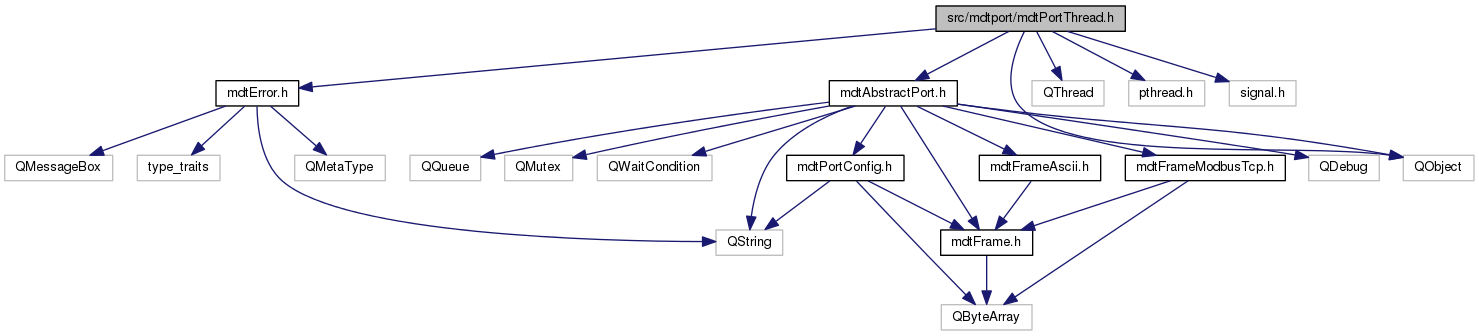 src/mdtport/mdtPortThread.h
mdtError.h
mdtAbstractPort.h
QThread
pthread.h
signal.h
QMessageBox
type_traits
QMetaType
QQueue
QMutex
QWaitCondition
mdtPortConfig.h
mdtFrameAscii.h
mdtFrameModbusTcp.h
QDebug
QObject
QString
mdtFrame.h
QByteArray